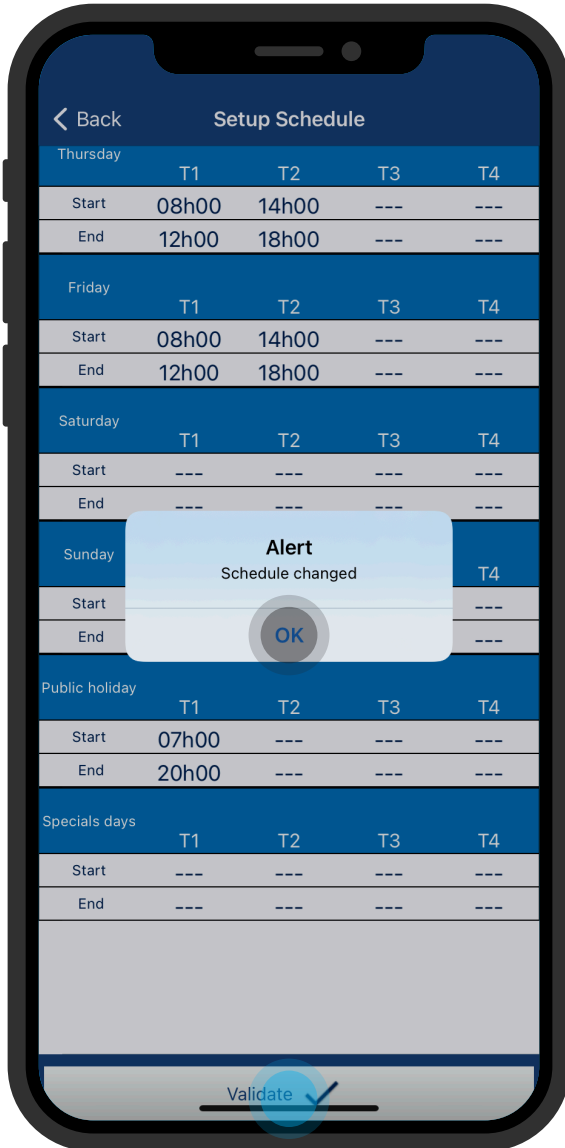 Back Setup Schedule
Thursday
T1 T2 T3 T4
Start 08h00 14h00 --- ---
End 12h00 18h00 --- ---
Friday
T1 T2 T3 T4
Start 08h00 14h00 --- ---
End 12h00 18h00 --- ---
Saturday
T1 T2 T3 T4
Start --- --- --- ---
End --- --- --- ---
Alert
Sunday
Schedule changed T4
Start ---
OK
End ---
Public holiday
T1 T2 T3 T4
Start 07h00 --- --- ---
End 20h00 --- --- ---
Specials days
T1 T2 T3 T4
Start --- --- --- ---
End --- --- --- ---
Validate